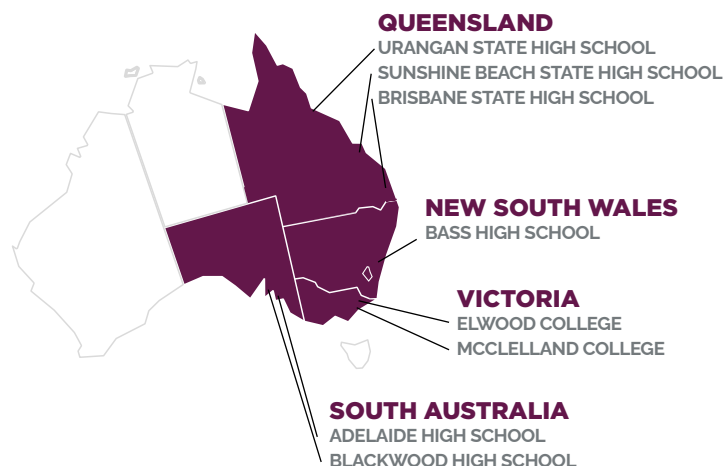 QUEENSLAND
URANGAN STATE HIGH SCHOOL
SUNSHINE BEACH STATE HIGH SCHOOL
BRISBANE STATE HIGH SCHOOL
NEW SOUTH WALES
BASS HIGH SCHOOL
VICTORIA
ELWOOD COLLEGE
MCCLELLAND COLLEGE
SOUTH AUSTRALIA
ADELAIDE HIGH SCHOOL
BLACKWOOD HIGH SCHOOL